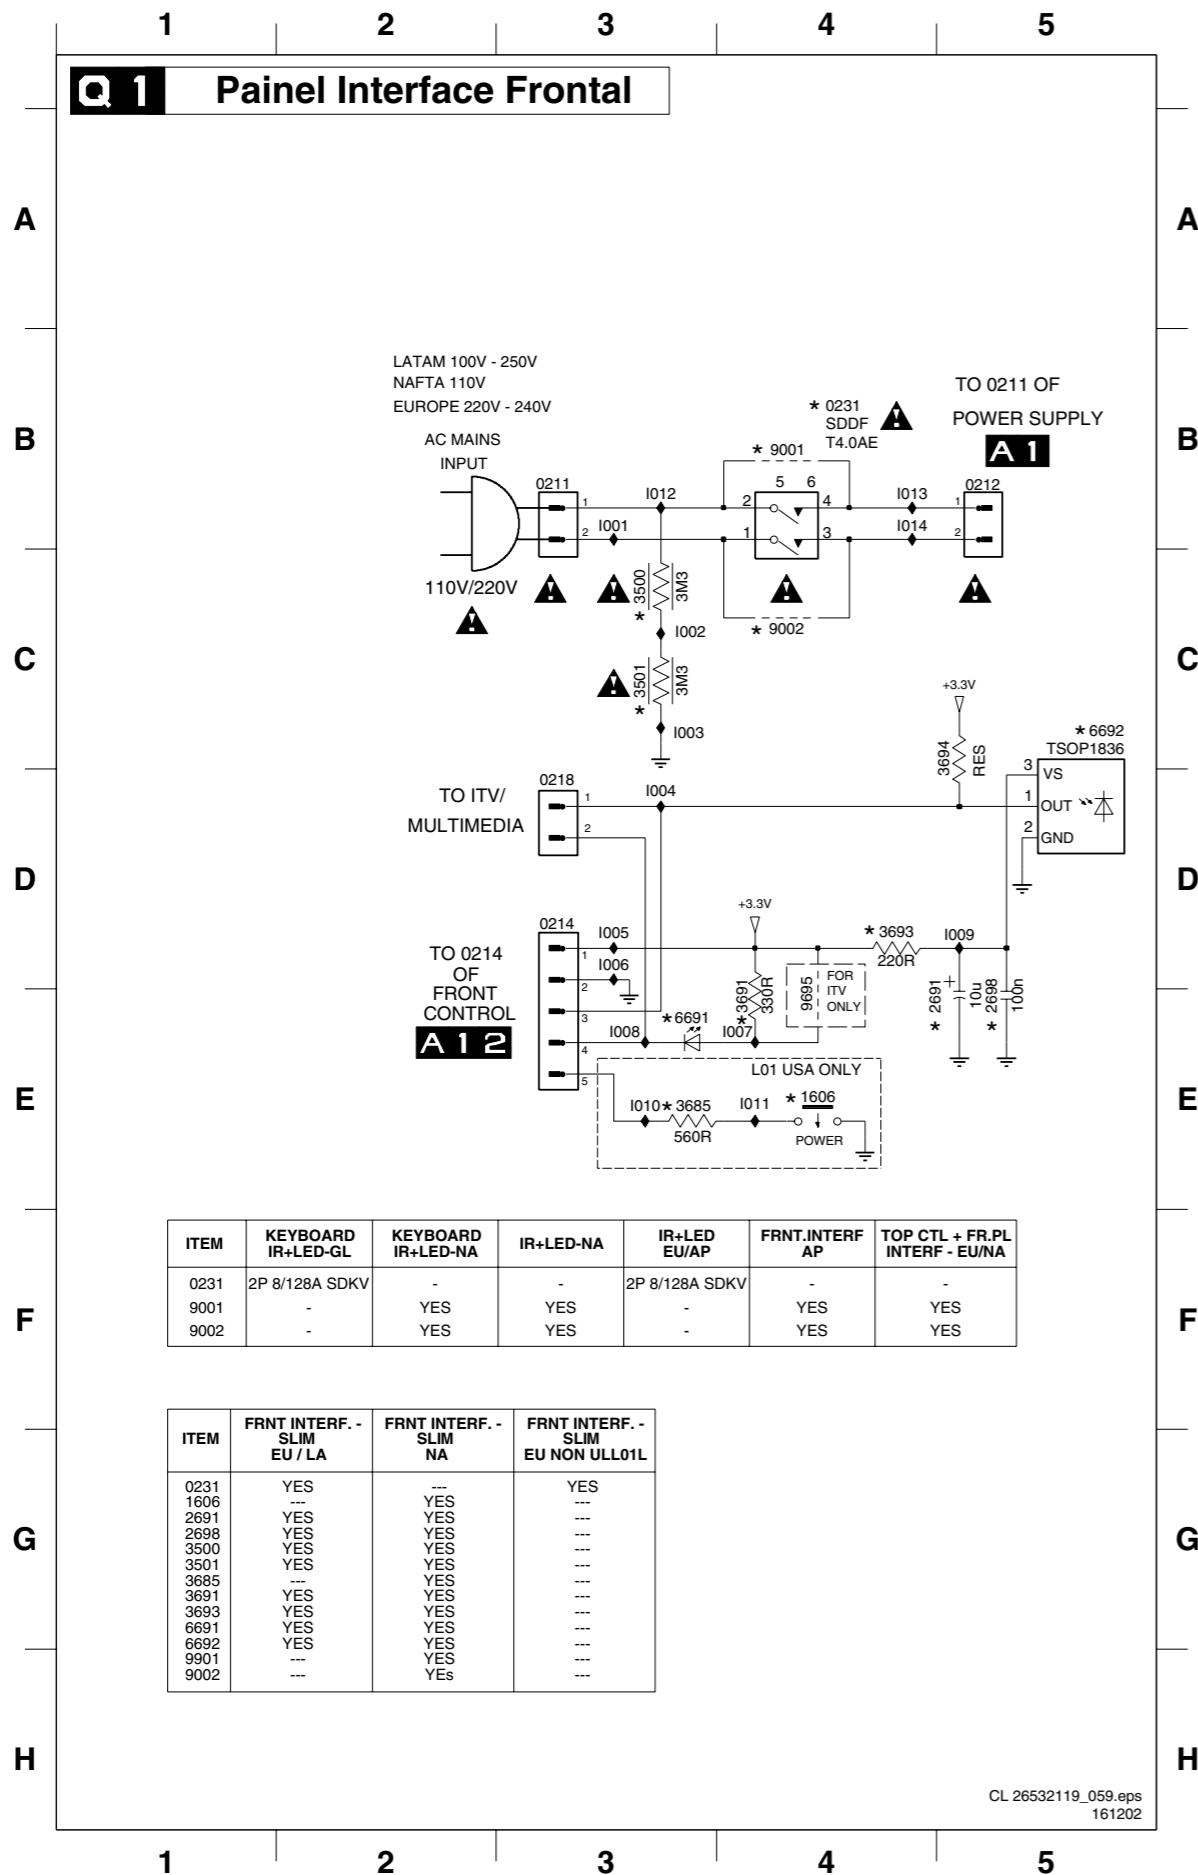 1 2 3 4 5
Q 1 Painel Interface Frontal
A A
LATAM 100V - 250V
NAFTA 110V
EUROPE 220V - 240V
AC MAINS
INPUT
* 0231
SDDF
T4.0AE
TO 0211 OF
POWER SUPPLY
A 1
B B
* 9001
0211 1 I012 2 5 6 4 I013 1 0212
2 I001 1 3 I014 2
110V/220V
* 3500 3M3
* 9002
I002
C C
* 3501 3M3
I003
+3.3V
3694 RES
* 6692
TSOP1836
3 VS
1 OUT
2 GND
TO ITV/
MULTIMEDIA
0218
1 I004
2
D D
+3.3V
TO 0214
OF
FRONT
CONTROL
A 1 2
0214
1 I005
2 I006
3
4 I008 * 6691 I007
5
* 3691 330R
9695
FOR
ITV
ONLY
* 3693
220R
I009
* 2691 + 10u
* 2698 100n
L01 USA ONLY
E E
I010 * 3685 I011 * 1606
560R
POWER
ITEM KEYBOARD IR+LED-GL KEYBOARD IR+LED-NA IR+LED-NA IR+LED EU/AP FRNT.INTERF AP TOP CTL + FR.PL INTERF - EU/NA
0231 2P 8/128A SDKV - - 2P 8/128A SDKV - -
9001 - YES YES - YES YES
9002 - YES YES - YES YES
F F
ITEM FRNT INTERF. - SLIM EU / LA FRNT INTERF. - SLIM NA FRNT INTERF. - SLIM EU NON ULL01L
0231 YES --- YES
1606 --- YES ---
2691 YES YES ---
2698 YES YES ---
3500 YES YES ---
3501 YES YES ---
3685 --- YES ---
3691 YES YES ---
3693 YES YES ---
6691 YES YES ---
6692 YES YES ---
9901 --- YES ---
9002 --- YEs ---
G G
H H
CL 26532119_059.eps
161202
1 2 3 4 5